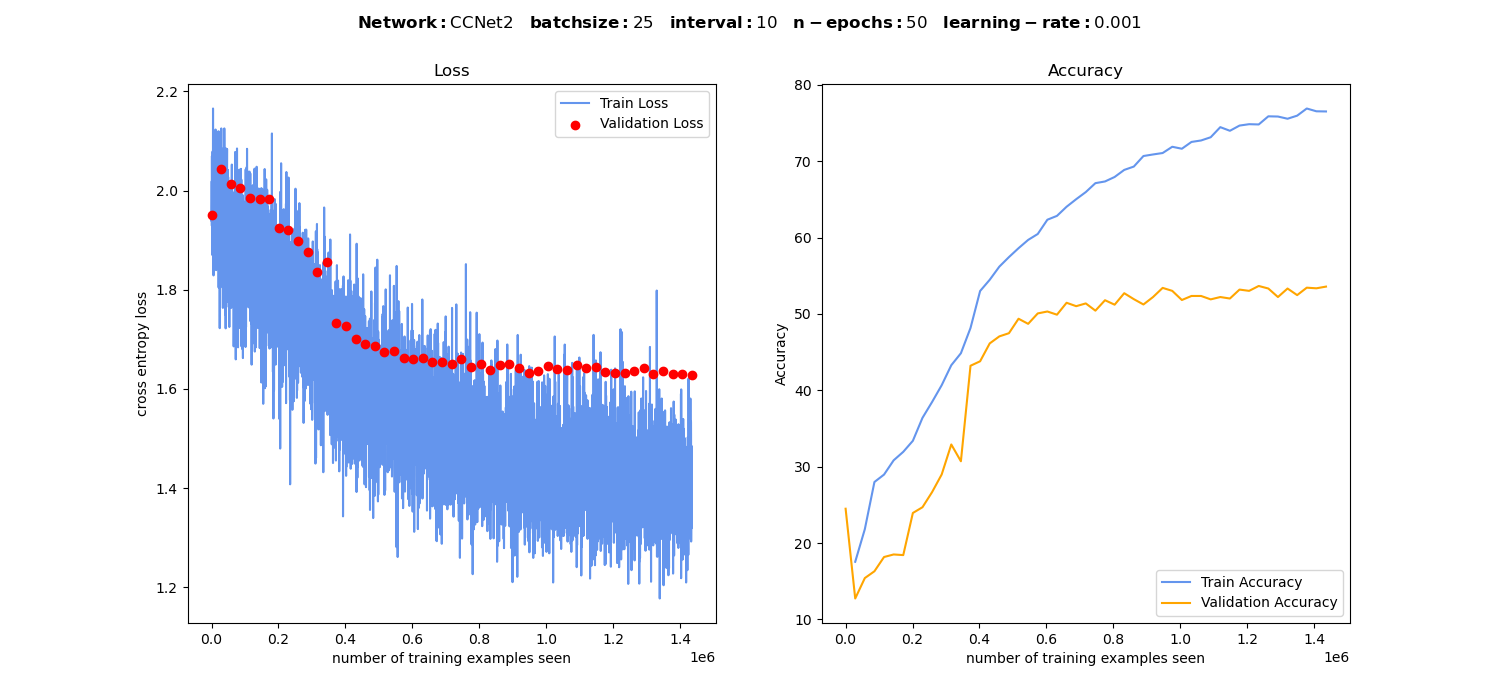 Network: CCNet2 batchsize: 25 interval: 10 n−epochs: 50 learning−rate: 0.001
Loss
Accuracy
2.2
2.0
1.8
1.6
1.4
1.2
cross entropy loss
Train Loss
Validation Loss
0.0 0.2 0.4 0.6 0.8 1.0 1.2 1.4
1e6
number of training examples seen
80
70
60
50
40
30
20
10
Accuracy
Train Accuracy
Validation Accuracy
0.0 0.2 0.4 0.6 0.8 1.0 1.2 1.4
1e6
number of training examples seen